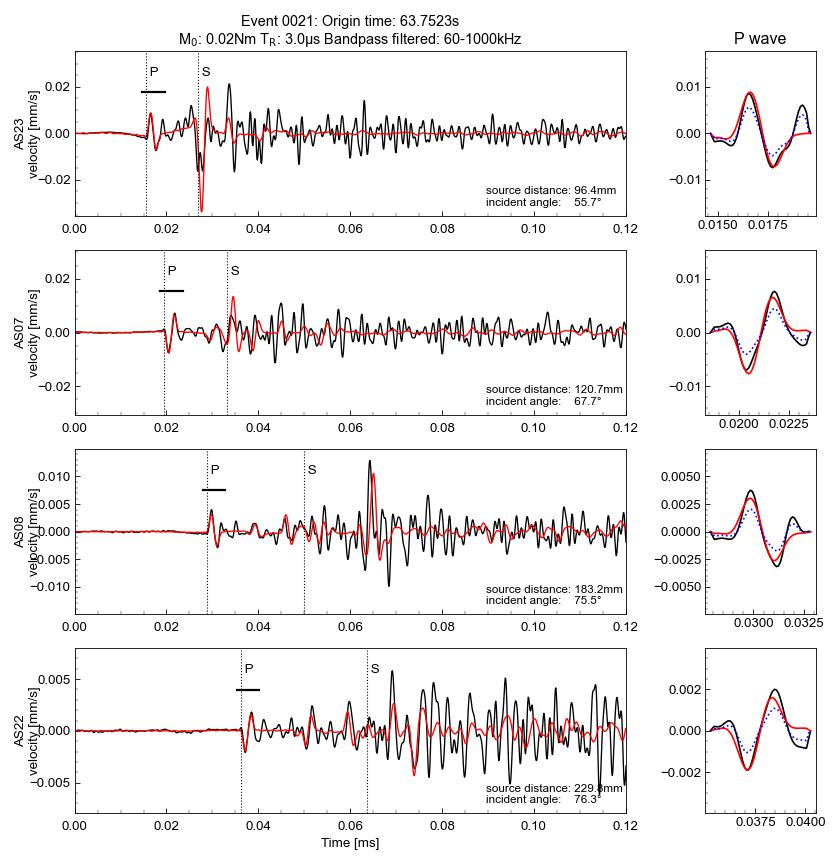 Event 0021: Origin time: 63.7523s
M0: 0.02Nm TR: 3.0μs Bandpass filtered: 60-1000kHz
P wave
AS23
velocity [mm/s]
0.02
0.00
−0.02
P
S
source distance: 96.4mm
incident angle: 55.7°
0.00 0.02 0.04 0.06 0.08 0.10 0.12
0.01
0.00
−0.01
0.0150 0.0175
AS07
velocity [mm/s]
0.02
0.00
−0.02
P
S
source distance: 120.7mm
incident angle: 67.7°
0.00 0.02 0.04 0.06 0.08 0.10 0.12
0.01
0.00
−0.01
0.0200 0.0225
AS08
velocity [mm/s]
0.010
0.005
0.000
−0.005
−0.010
P
S
source distance: 183.2mm
incident angle: 75.5°
0.00 0.02 0.04 0.06 0.08 0.10 0.12
0.0050
0.0025
0.0000
−0.0025
−0.0050
0.0300 0.0325
AS22
velocity [mm/s]
0.005
0.000
−0.005
P
S
source distance: 229.8mm
incident angle: 76.3°
0.00 0.02 0.04 0.06 0.08 0.10 0.12
Time [ms]
0.002
0.000
−0.002
0.0375 0.0400